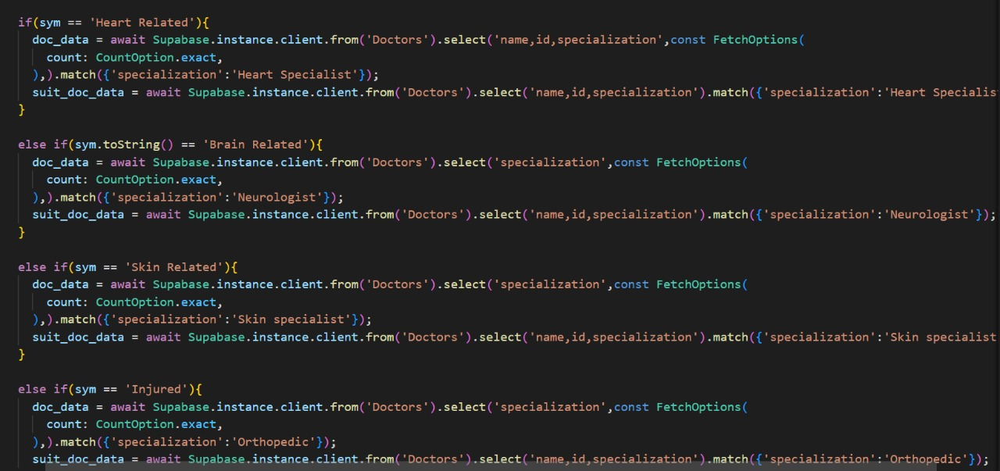 if(sym == 'Heart Related'){
  doc_data = await Supabase.instance.client.from('Doctors').select('name,id,specialization',const FetchOptions(
    count: CountOption.exact,
  ),).match({'specialization':'Heart Specialist'});
  suit_doc_data = await Supabase.instance.client.from('Doctors').select('name,id,specialization').match({'specialization':'Heart Specialis
}
else if(sym.toString() == 'Brain Related'){
  doc_data = await Supabase.instance.client.from('Doctors').select('specialization',const FetchOptions(
    count: CountOption.exact,
  ),).match({'specialization':'Neurologist'});
  suit_doc_data = await Supabase.instance.client.from('Doctors').select('name,id,specialization').match({'specialization':'Neurologist'});
}
else if(sym == 'Skin Related'){
  doc_data = await Supabase.instance.client.from('Doctors').select('specialization',const FetchOptions(
    count: CountOption.exact,
  ),).match({'specialization':'Skin specialist'});
  suit_doc_data = await Supabase.instance.client.from('Doctors').select('name,id,specialization').match({'specialization':'Skin specialist
}
else if(sym == 'Injured'){
  doc_data = await Supabase.instance.client.from('Doctors').select('specialization',const FetchOptions(
    count: CountOption.exact,
  ),).match({'specialization':'Orthopedic'});
  suit_doc_data = await Supabase.instance.client.from('Doctors').select('name,id,specialization').match({'specialization':'Orthopedic'});